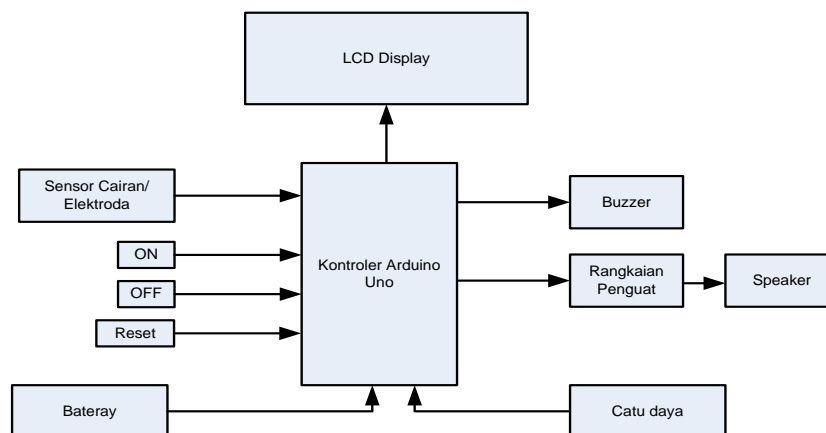 LCD Display
Sensor Cairan/
Elektroda
ON
OFF
Reset
Kontroler Arduino
Uno
Buzzer
Rangkaian
Penguat
Speaker
Bateray
Catu daya